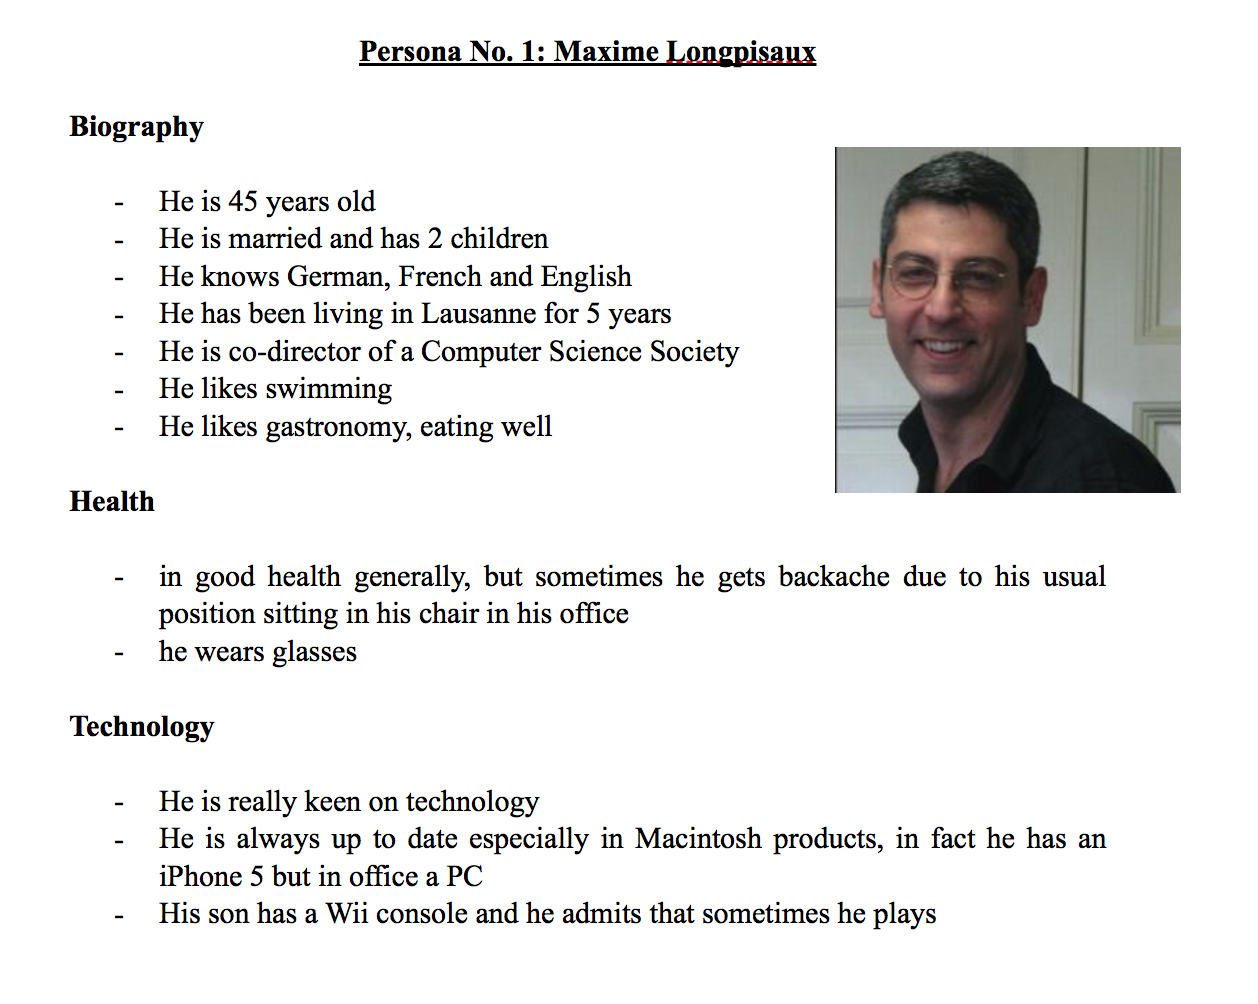 Persona No. 1: Maxime Longpisaux
Biography
- He is 45 years old
- He is married and has 2 children
- He knows German, French and English
- He has been living in Lausanne for 5 years
- He is co-director of a Computer Science Society
- He likes swimming
- He likes gastronomy, eating well
Health
- in good health generally, but sometimes he gets backache due to his usual
position sitting in his chair in his office
- he wears glasses
Technology
- He is really keen on technology
- He is always up to date especially in Macintosh products, in fact he has an
iPhone 5 but in office a PC
- His son has a Wii console and he admits that sometimes he plays